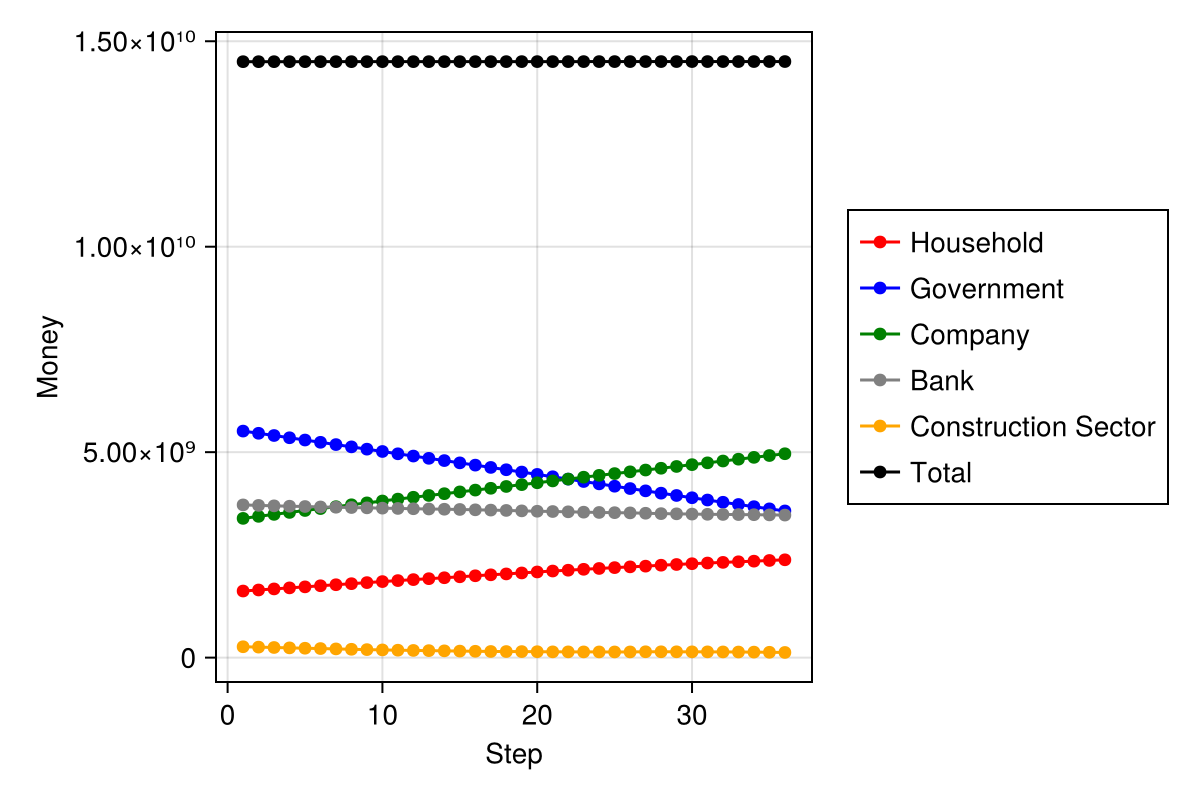 1.50×10¹⁰
1.00×10¹⁰
5.00×10⁹
0
Money
0 10 20 30
Step
Household
Government
Company
Bank
Construction Sector
Total